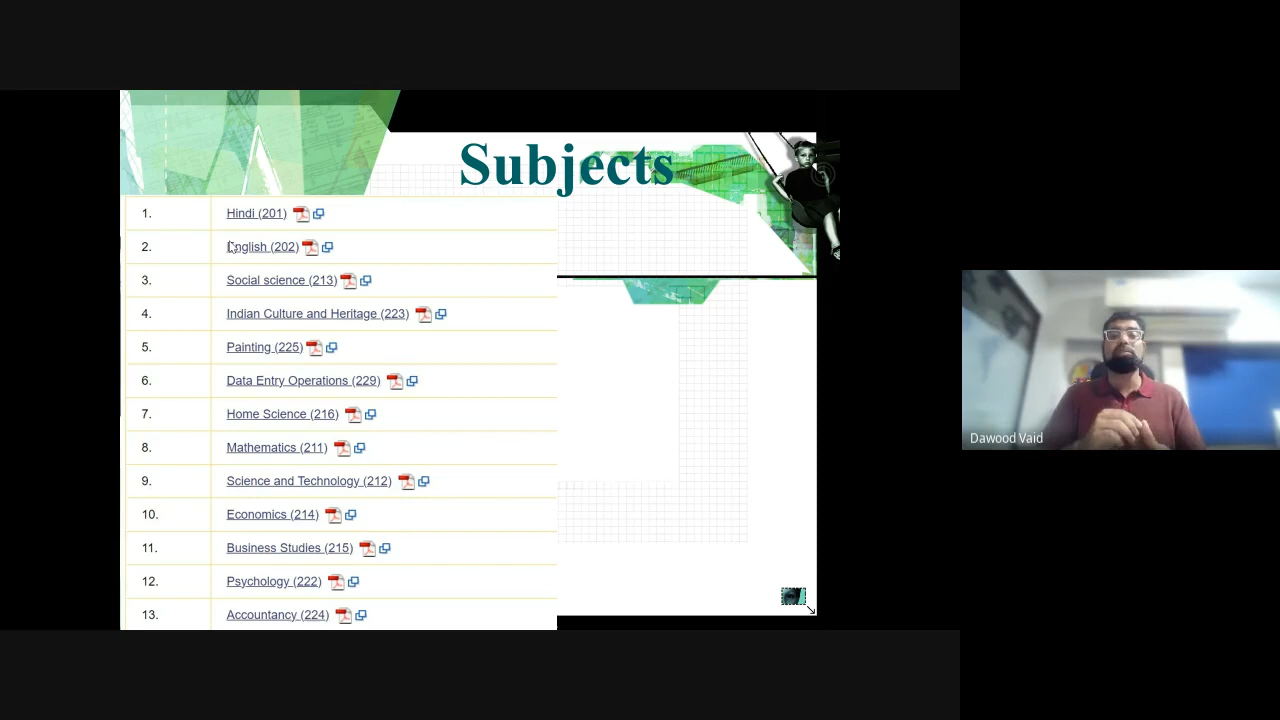 Subjects
1. Hindi (201)
2. English (202)
3. Social science (213)
4. Indian Culture and Heritage (223)
5. Painting (225)
6. Data Entry Operations (229)
7. Home Science (216)
8. Mathematics (211)
9. Science and Technology (212)
10. Economics (214)
11. Business Studies (215)
12. Psychology (222)
13. Accountancy (224)
Dawood Vaid